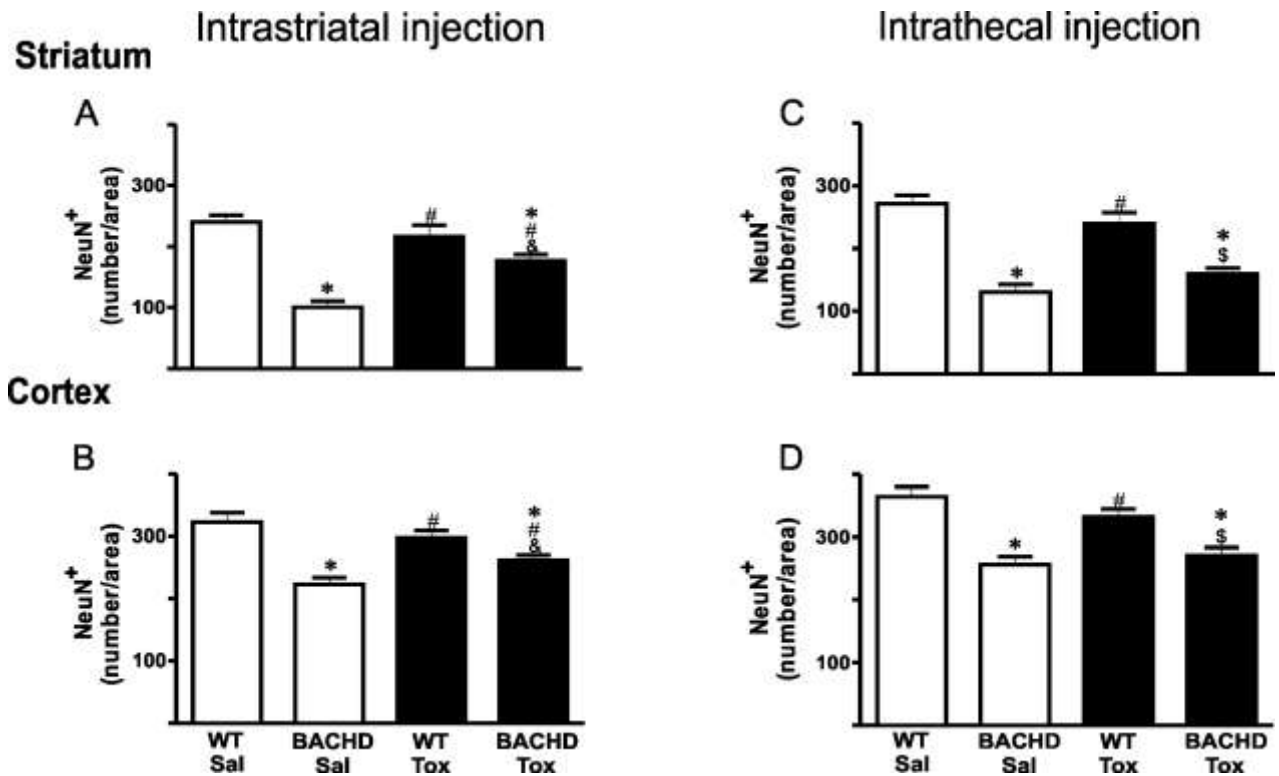 Intrastriatal injection
Intrathecal injection
Striatum
A
NeuN+
(number/area)
300
100
*
#
*
#
&
C
NeuN+
(number/area)
300
100
*
#
*
$
Cortex
B
NeuN+
(number/area)
300
100
*
#
*
#
&
WT
Sal
BACHD
Sal
WT
Tox
BACHD
Tox
D
NeuN+
(number/area)
300
100
*
#
*
$
WT
Sal
BACHD
Sal
WT
Tox
BACHD
Tox